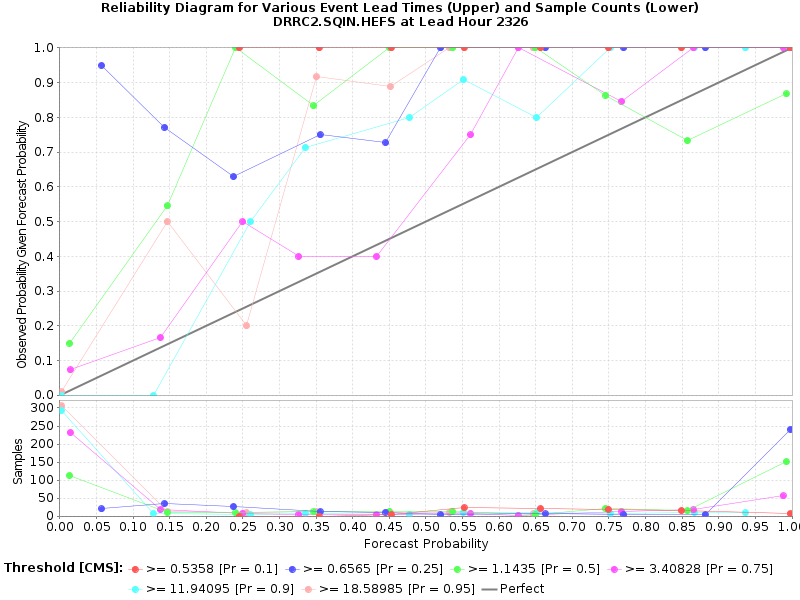 Reliability Diagram for Various Event Lead Times (Upper) and Sample Counts (Lower)
DRRC2.SQIN.HEFS at Lead Hour 2326
Observed Probability Given Forecast Probability
1.0
0.9
0.8
0.7
0.6
0.5
0.4
0.3
0.2
0.1
0.0
Samples
300
250
200
150
100
50
0
0.00 0.05 0.10 0.15 0.20 0.25 0.30 0.35 0.40 0.45 0.50 0.55 0.60 0.65 0.70 0.75 0.80 0.85 0.90 0.95 1.0
Forecast Probability
Threshold [CMS]: >= 0.5358 [Pr = 0.1] >= 0.6565 [Pr = 0.25] >= 1.1435 [Pr = 0.5] >= 3.40828 [Pr = 0.75]
>= 11.94095 [Pr = 0.9] >= 18.58985 [Pr = 0.95] Perfect